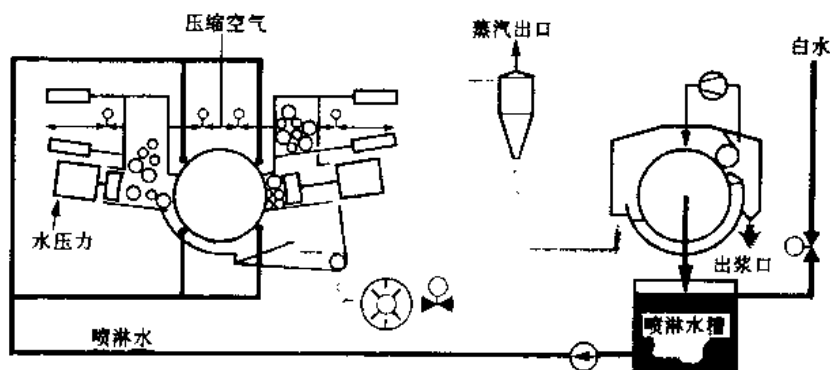 压缩空气
蒸汽出口
白水
水压力
出浆口
喷淋水
喷淋水槽